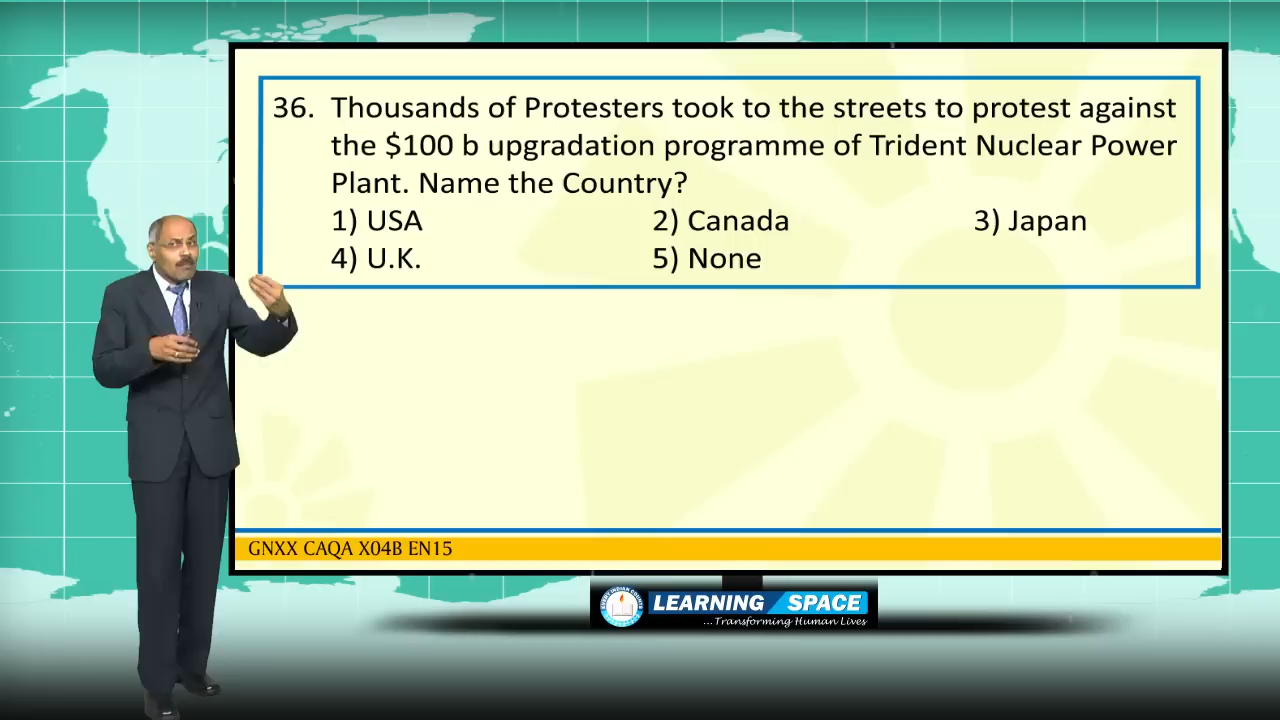 36. Thousands of Protesters took to the streets to protest against
the $100 b upgradation programme of Trident Nuclear Power
Plant. Name the Country?
1) USA 2) Canada 3) Japan
4) U.K. 5) None
GNXX CAQA X04B EN15
LEARNING SPACE
...Transforming Human Lives